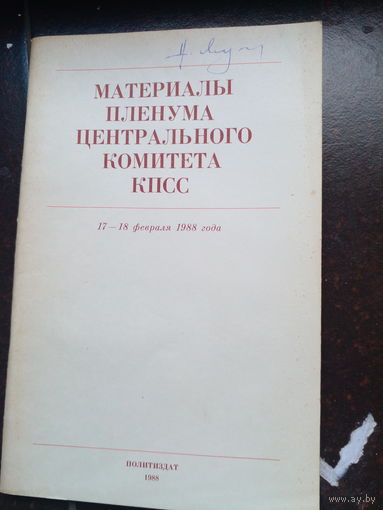 МАТЕРИАЛЫ
ПЛЕНУМА
ЦЕНТРАЛЬНОГО
КОМИТЕТА
КПСС
17—18 февраля 1988 года
ПОЛИТИЗДАТ
1988
www.ay.by